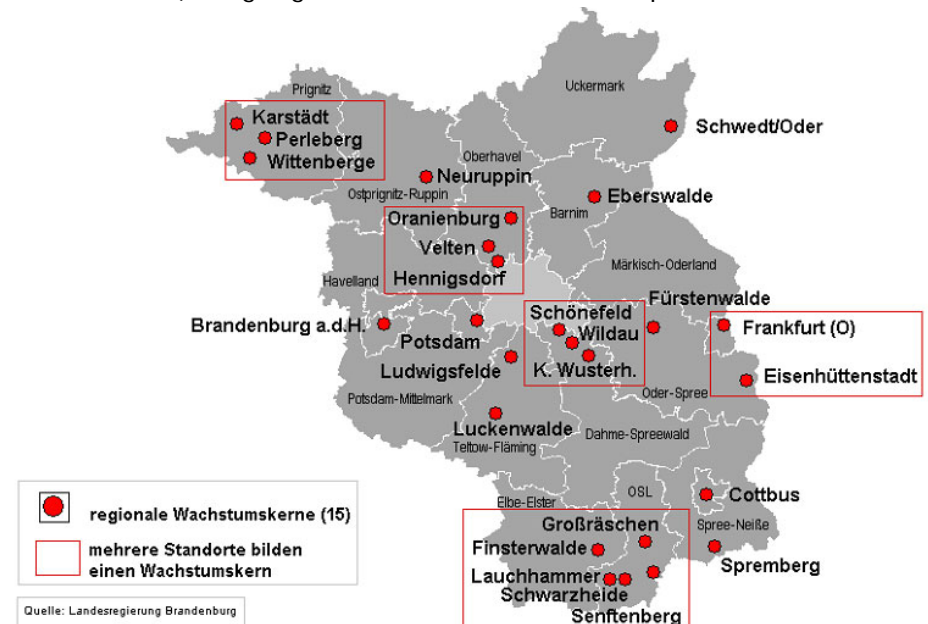 Prignitz
Uckermark
Karstädt
Perleberg
Wittenberge
Schwedt/Oder
Oberhavel
Neuruppin
Ostprignitz-Ruppin
Eberswalde
Barnim
Oranienburg
Velten
Hennigsdorf
Märkisch-Oderland
Havelland
Fürstenwalde
Schönefeld
Brandenburg a.d.H.
Wildau
Frankfurt (O)
Potsdam
Ludwigsfelde
K. Wusterh.
Eisenhüttenstadt
Oder-Spree
Potsdam-Mittelmark
Luckenwalde
Teltow-Fläming
Dahme-Spreewald
OSL
Cottbus
Elbe-Elster
Großräschen
Spree-Neiße
Finsterwalde
Spremberg
Lauchhammer
Schwarzheide
Senftenberg
regionale Wachstumskerne (15)
mehrere Standorte bilden
einen Wachstumskern
Quelle: Landesregierung Brandenburg